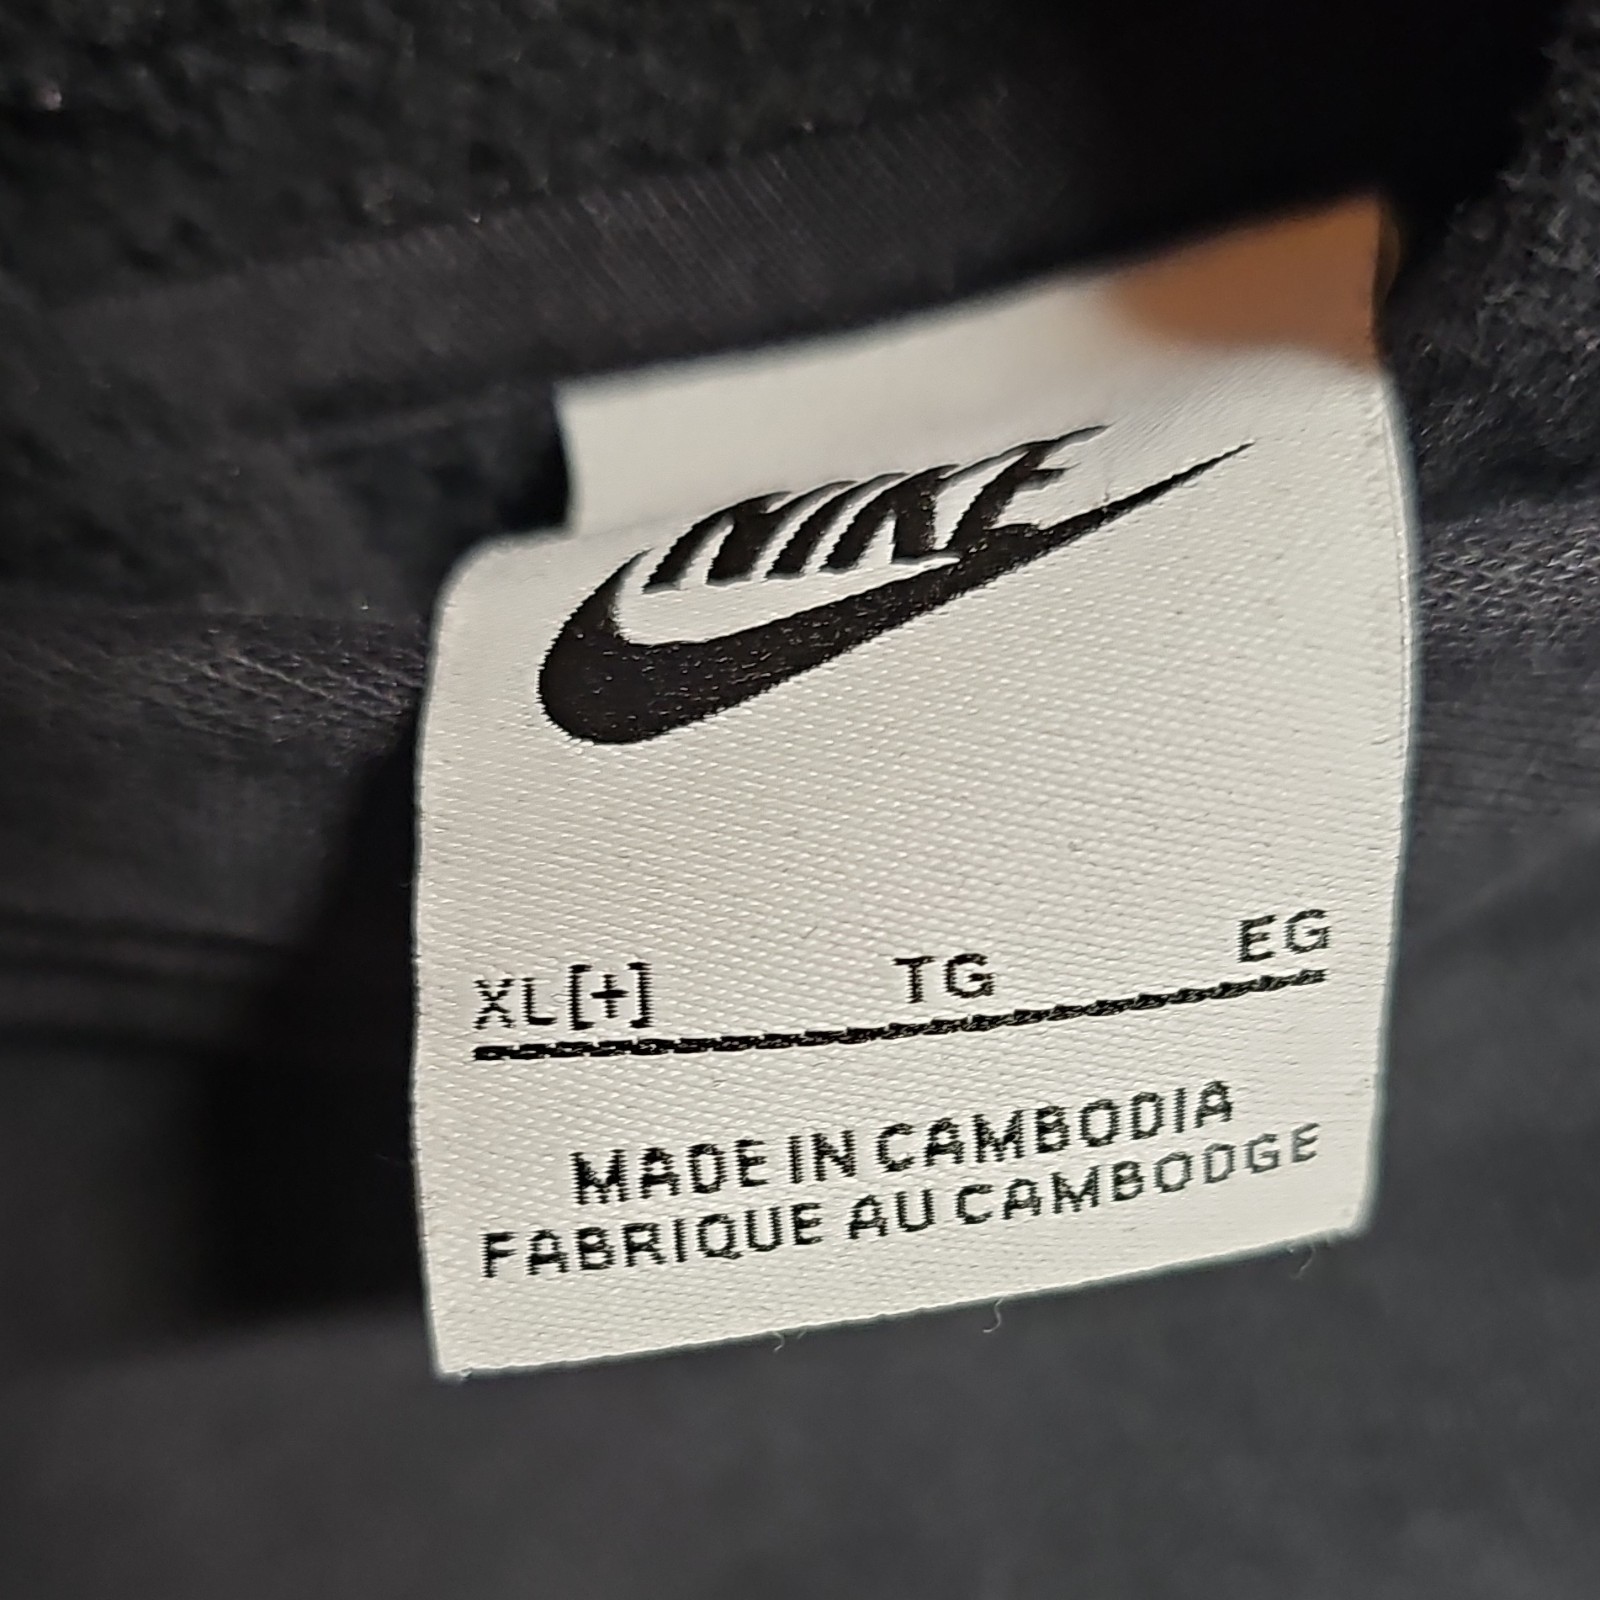 NIKE
XL[+] TG EG
MADE IN CAMBODIA
FABRIQUE AU CAMBODGE